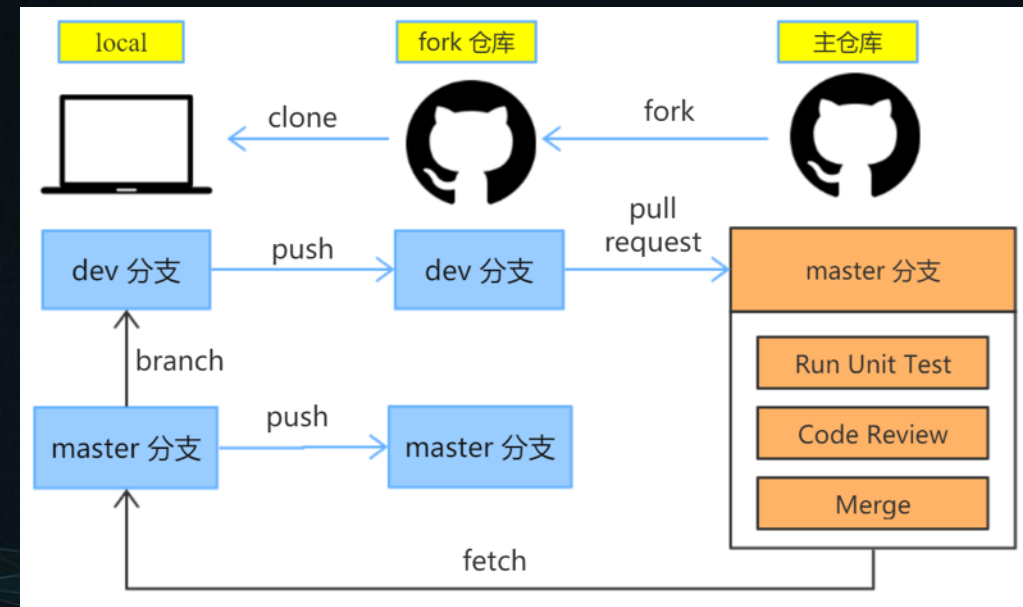 local
fork 仓库
主仓库
clone
fork
pull
request
dev 分支
push
dev 分支
master 分支
branch
Run Unit Test
push
Code Review
master 分支
master 分支
Merge
fetch